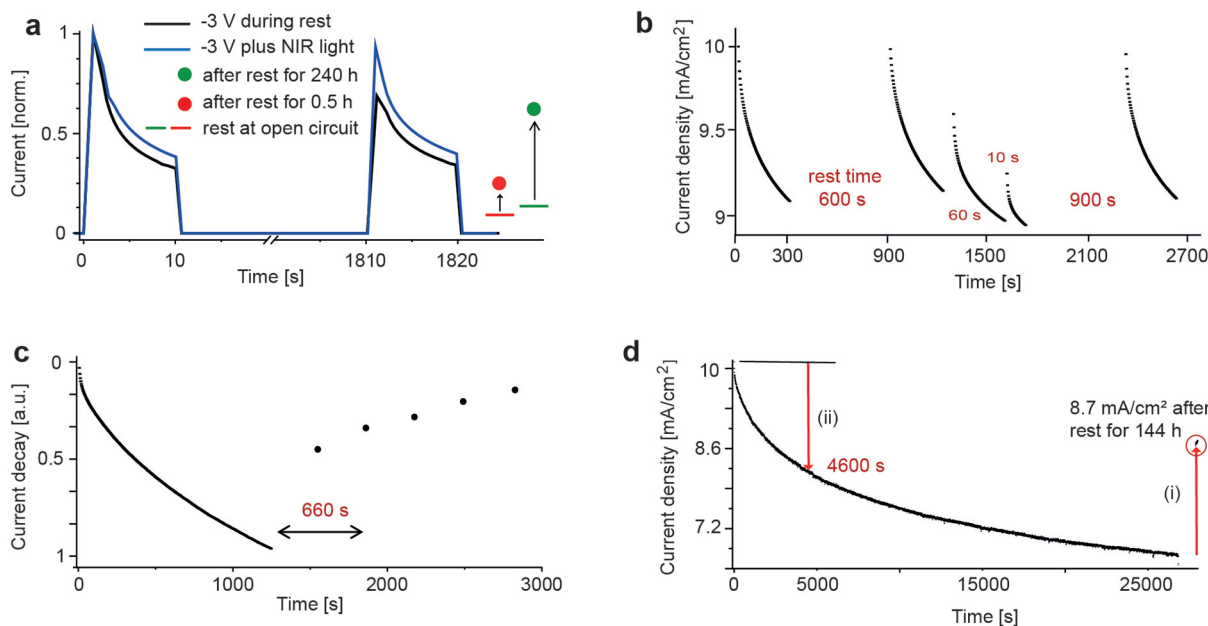 a
-3 V during rest
-3 V plus NIR light
after rest for 240 h
after rest for 0.5 h
rest at open circuit
Current [norm.]
1
0.5
0
0 10 1810 1820
Time [s]
b
Current density [mA/cm²]
10
9.5
9
rest time
600 s
60 s
10 s
900 s
0 300 900 1500 2100 2700
Time [s]
c
Current decay [a.u.]
0
0.5
1
660 s
0 1000 2000 3000
Time [s]
d
Current density [mA/cm²]
10
8.6
7.2
(ii)
4600 s
8.7 mA/cm² after
rest for 144 h
(i)
0 5000 15000 25000
Time [s]